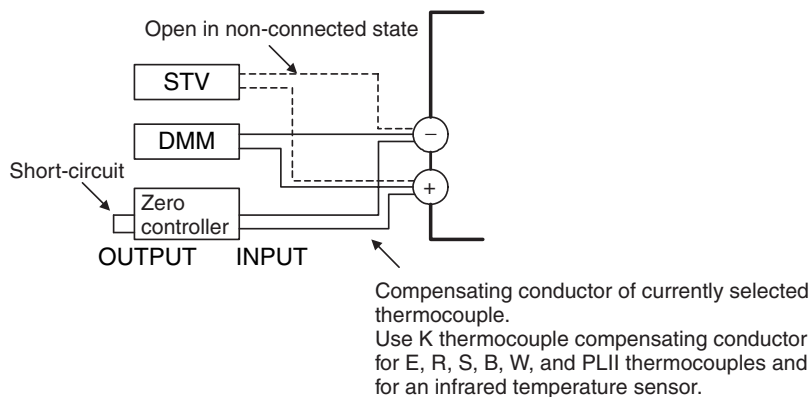 Open in non-connected state
STV
DMM
−
Short-circuit
+
Zero
controller
OUTPUT INPUT
Compensating conductor of currently selected
thermocouple.
Use K thermocouple compensating conductor
for E, R, S, B, W, and PLII thermocouples and
for an infrared temperature sensor.